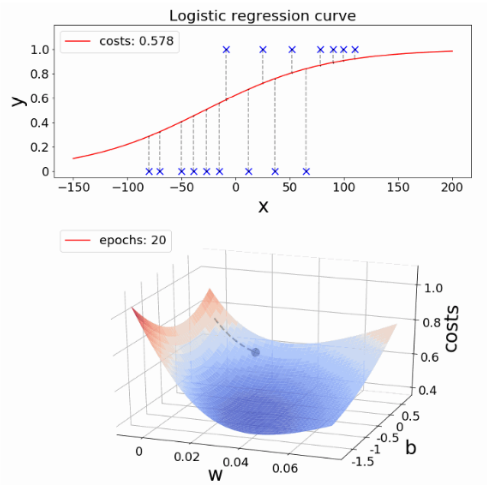 Logistic regression curve
costs: 0.578
1.0
0.8
0.6
0.4
0.2
0
y
−150 −100 −50 0 50 100 150 200
x
epochs: 20
1.0
0.8
0.6
0.4
costs
0.5
0
-0.5
-1
-1.5
b
0 0.02 0.04 0.06
w